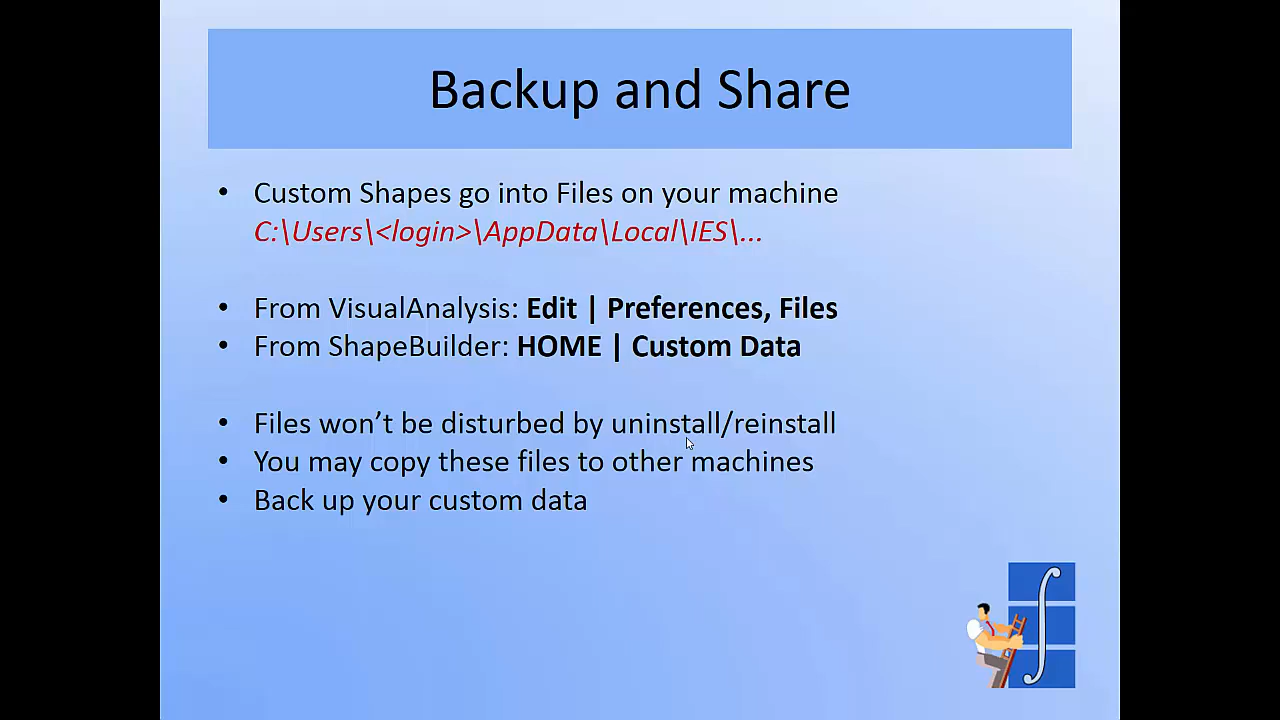 Backup and Share
• Custom Shapes go into Files on your machine
C:\Users\<login>\AppData\Local\IES\...
• From VisualAnalysis: Edit | Preferences, Files
• From ShapeBuilder: HOME | Custom Data
• Files won’t be disturbed by uninstall/reinstall
• You may copy these files to other machines
• Back up your custom data